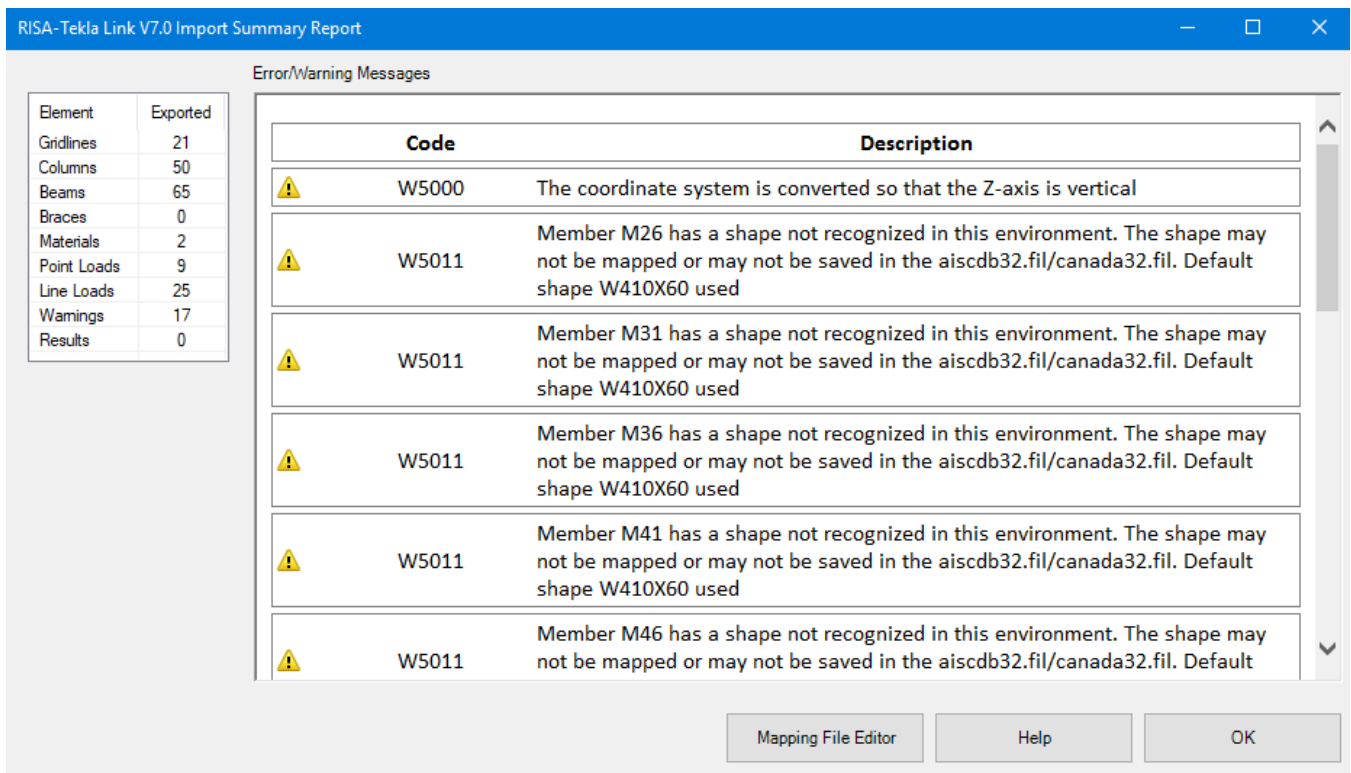 RISA-Tekla Link V7.0 Import Summary Report
Error/Warning Messages
Element Exported
Gridlines 21
Columns 50
Beams 65
Braces 0
Materials 2
Point Loads 9
Line Loads 25
Warnings 17
Results 0
Code Description
W5000 The coordinate system is converted so that the Z-axis is vertical
Member M26 has a shape not recognized in this environment. The shape may
W5011 not be mapped or may not be saved in the aiscdb32.fil/canada32.fil. Default
shape W410X60 used
Member M31 has a shape not recognized in this environment. The shape may
W5011 not be mapped or may not be saved in the aiscdb32.fil/canada32.fil. Default
shape W410X60 used
Member M36 has a shape not recognized in this environment. The shape may
W5011 not be mapped or may not be saved in the aiscdb32.fil/canada32.fil. Default
shape W410X60 used
Member M41 has a shape not recognized in this environment. The shape may
W5011 not be mapped or may not be saved in the aiscdb32.fil/canada32.fil. Default
shape W410X60 used
Member M46 has a shape not recognized in this environment. The shape may
W5011 not be mapped or may not be saved in the aiscdb32.fil/canada32.fil. Default
Mapping File Editor Help OK